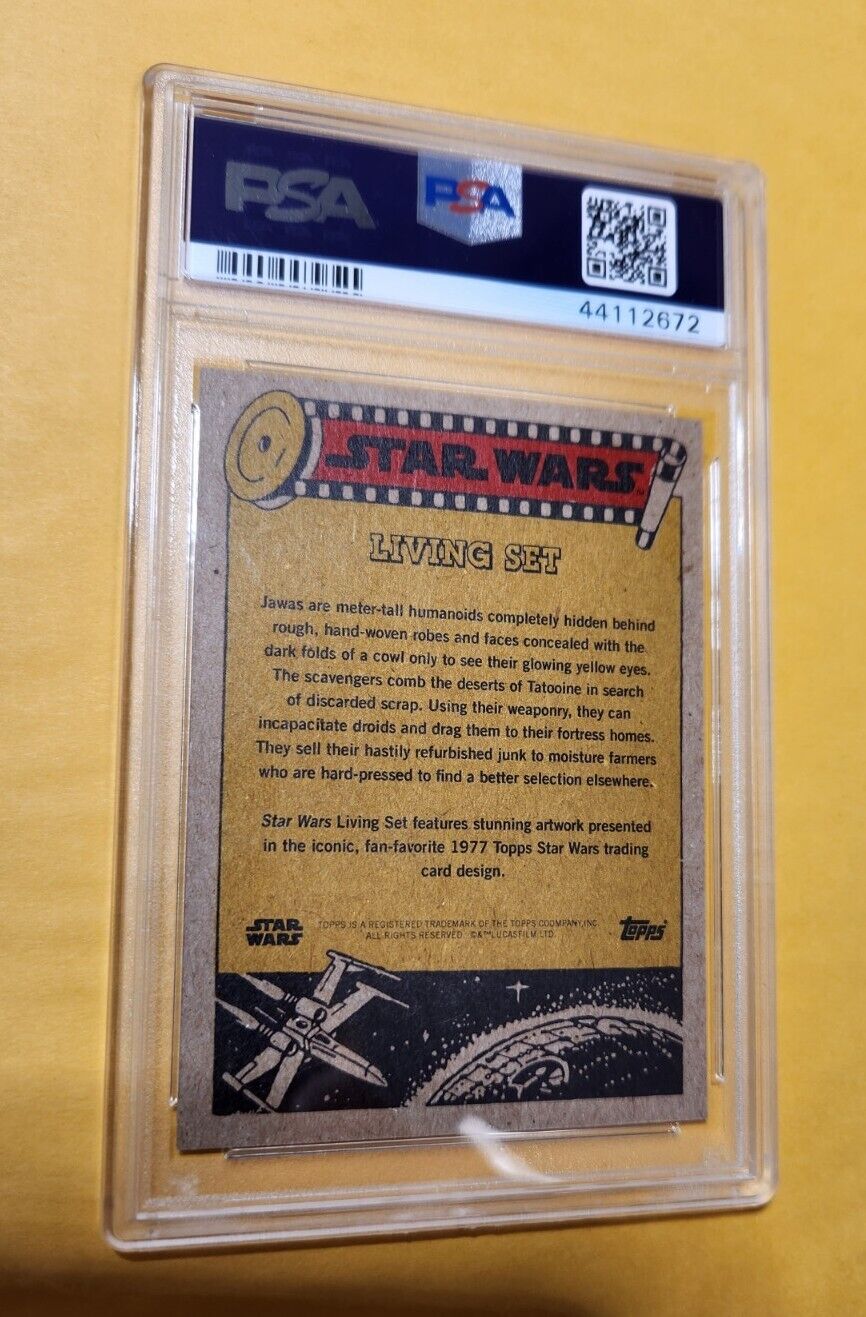 PSA
PSA
44112672
STAR WARS
LIVING SET
Jawas are meter-tall humanoids completely hidden behind
rough, hand-woven robes and faces concealed with the
dark folds of a cowl only to see their glowing yellow eyes.
The scavengers comb the deserts of Tatooine in search
of discarded scrap. Using their weaponry, they can
incapacitate droids and drag them to their fortress homes.
They sell their hastily refurbished junk to moisture farmers
who are hard-pressed to find a better selection elsewhere.
Star Wars Living Set features stunning artwork presented
in the iconic, fan-favorite 1977 Topps Star Wars trading
card design.
STAR
WARS
TOPPS IS A REGISTERED TRADEMARK OF THE TOPPS COOMPANY, INC.
ALL RIGHTS RESERVED. ©&™LUCASFILM LTD.
Topps